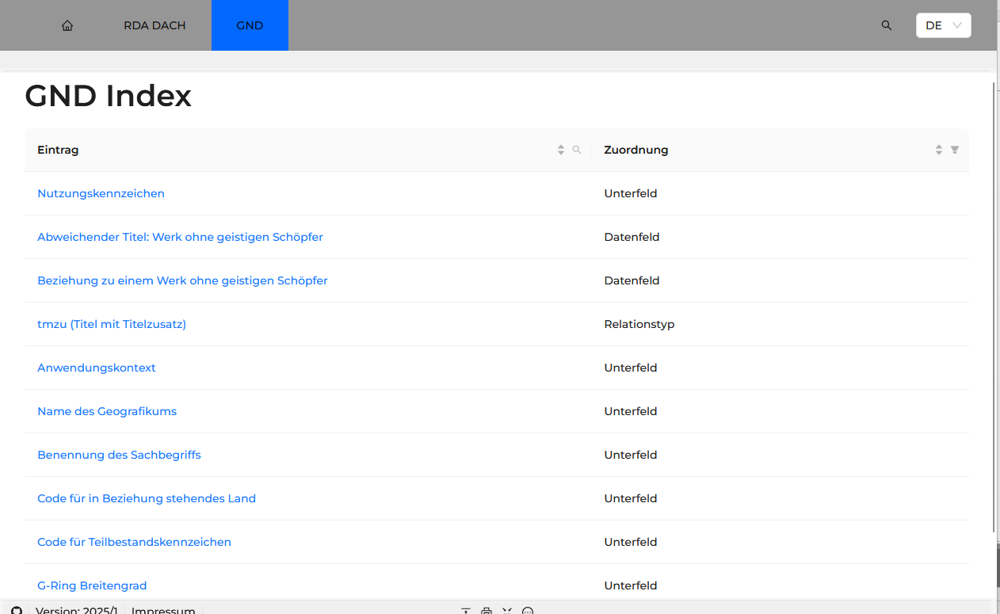 RDA DACH GND DE
GND Index
Eintrag Zuordnung
Nutzungskennzeichen Unterfeld
Abweichender Titel: Werk ohne geistigen Schöpfer Datenfeld
Beziehung zu einem Werk ohne geistigen Schöpfer Datenfeld
tmzu (Titel mit Titelzusatz) Relationstyp
Anwendungskontext Unterfeld
Name des Geografikums Unterfeld
Benennung des Sachbegriffs Unterfeld
Code für in Beziehung stehendes Land Unterfeld
Code für Teilbestandskennzeichen Unterfeld
G-Ring Breitengrad Unterfeld
Version: 2025/1 Impressum